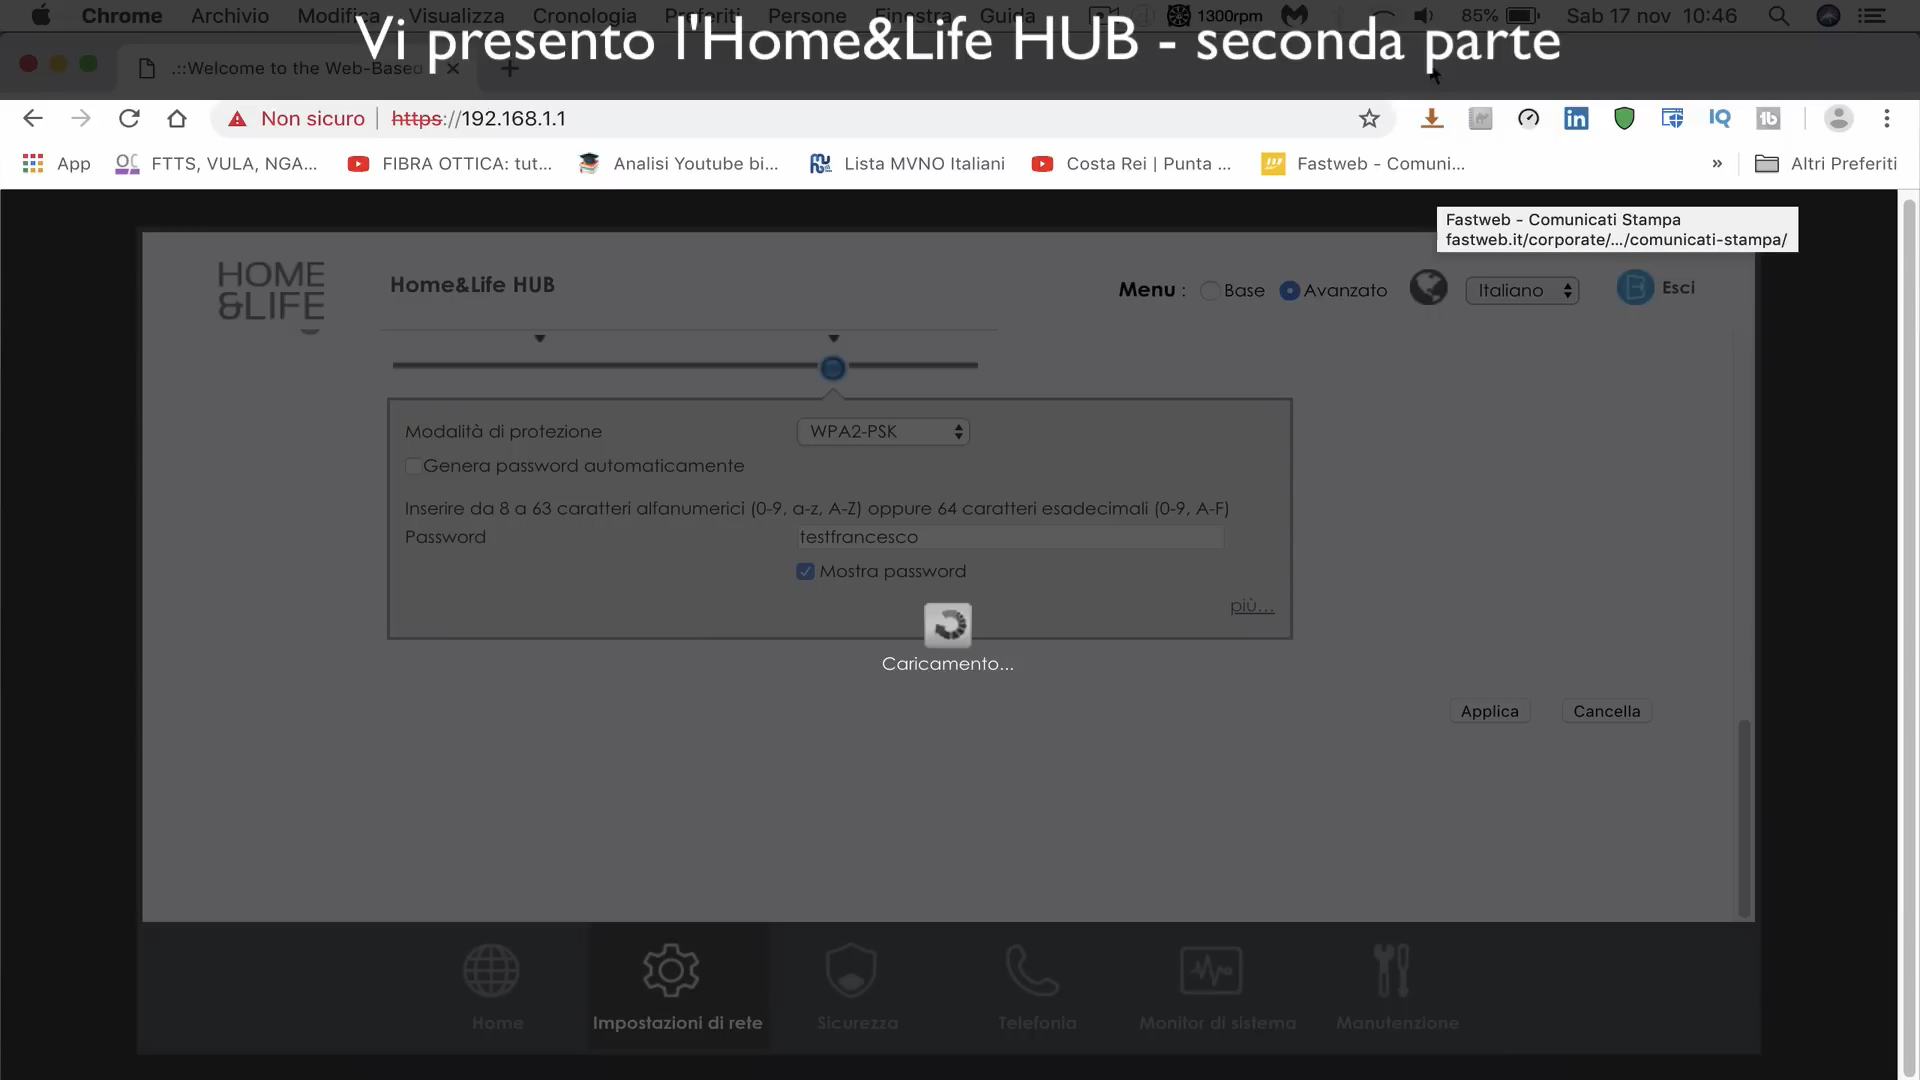 Chrome Archivio Modifica Visualizza Cronologia Preferiti Persone Finestra Guida 1300rpm 85% Sab 17 nov 10:46
Vi presento l'Home&Life HUB - seconda parte
.::Welcome to the Web-Based
Non sicuro https://192.168.1.1
App FTTS, VULA, NGA... FIBRA OTTICA: tut... Analisi Youtube bi... Lista MVNO Italiani Costa Rei | Punta ... Fastweb - Comuni... » Altri Preferiti
Fastweb - Comunicati Stampa
fastweb.it/corporate/.../comunicati-stampa/
HOME
&LIFE
Home&Life HUB
Menu : Base Avanzato Italiano Esci
Modalità di protezione WPA2-PSK
Genera password automaticamente
Inserire da 8 a 63 caratteri alfanumerici (0-9, a-z, A-Z) oppure 64 caratteri esadecimali (0-9, A-F)
Password testfrancesco
Mostra password
più...
Caricamento...
Applica Cancella
Home Impostazioni di rete Sicurezza Telefonia Monitor di sistema Manutenzione